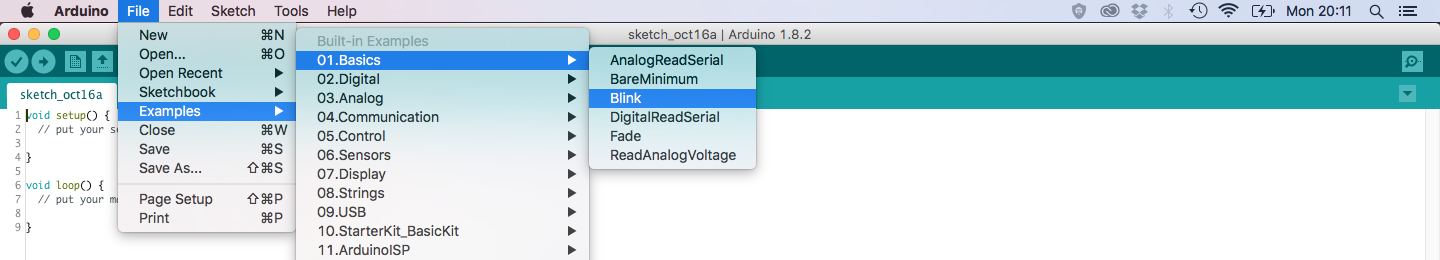 Arduino File Edit Sketch Tools Help Mon 20:11
sketch_oct16a | Arduino 1.8.2
New ⌘N
Open... ⌘O
Open Recent
Sketchbook
Examples
Close ⌘W
Save ⌘S
Save As... ⇧⌘S
Page Setup ⇧⌘P
Print ⌘P
Built-in Examples
01.Basics
02.Digital
03.Analog
04.Communication
05.Control
06.Sensors
07.Display
08.Strings
09.USB
10.StarterKit_BasicKit
11.ArduinoISP
AnalogReadSerial
BareMinimum
Blink
DigitalReadSerial
Fade
ReadAnalogVoltage
sketch_oct16a
1 void setup() {
2 // put your
3
4 }
5
6 void loop() {
7 // put your
8
9 }